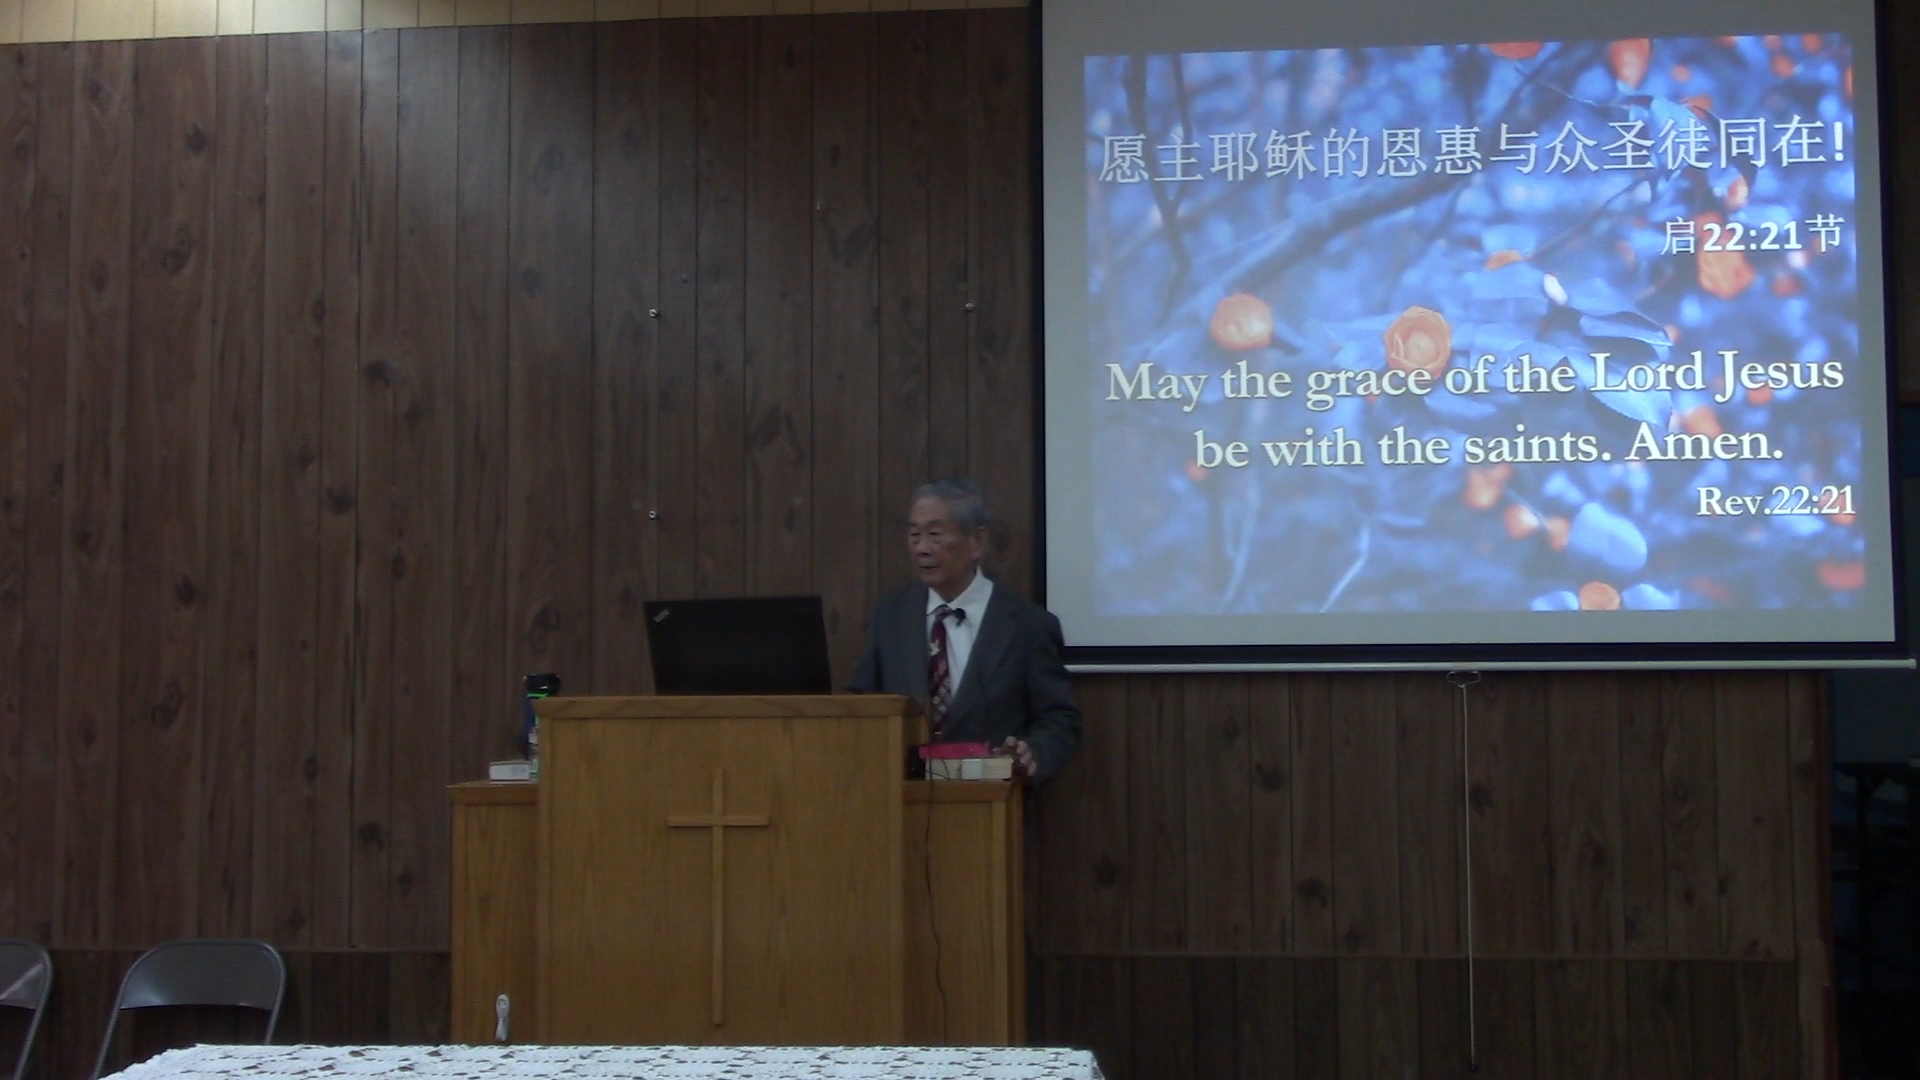 愿主耶稣的恩惠与众圣徒同在!
启22:21节
May the grace of the Lord Jesus
be with the saints. Amen.
Rev.22:21